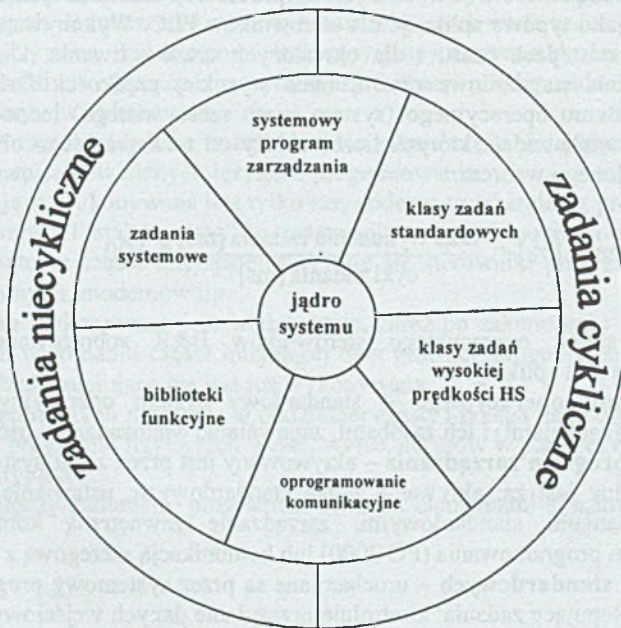 systemowy
program
zarządzania
klasy zadań
standardowych
zadania
systemowe
jądro
systemu
klasy zadań
wysokiej
prędkości HS
biblioteki
funkcyjne
oprogramowanie
komunikacyjne
zadania niecykliczne
zadania cykliczne